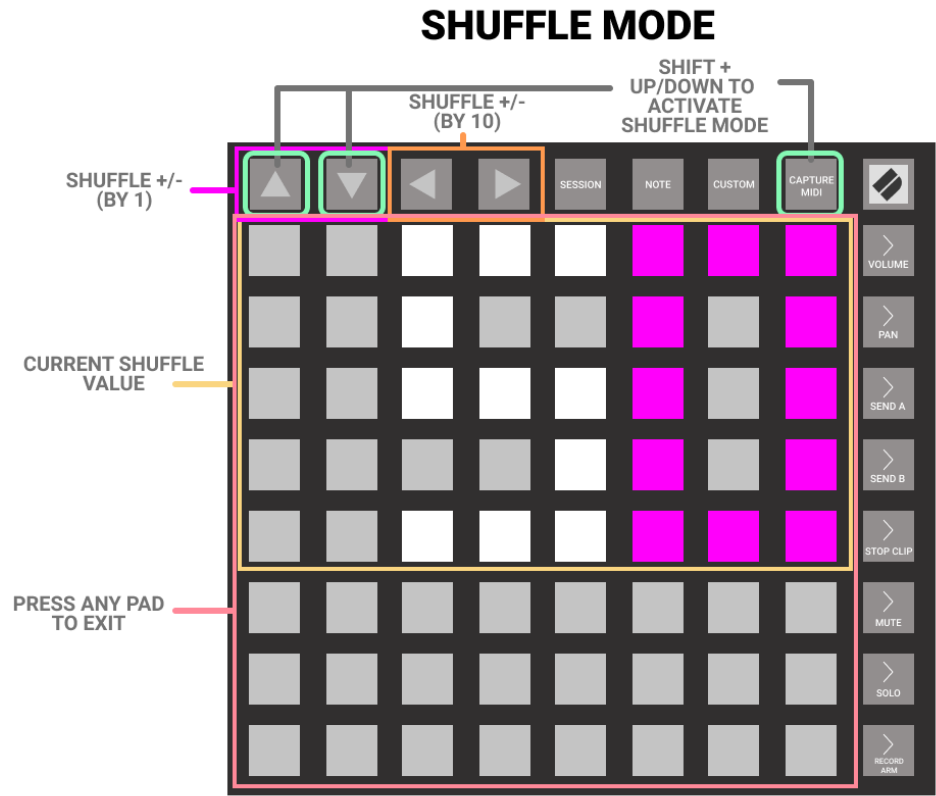 SHUFFLE MODE
SHIFT +
UP/DOWN TO
ACTIVATE
SHUFFLE MODE
SHUFFLE +/-
(BY 10)
SHUFFLE +/-
(BY 1)
SESSION
NOTE
CUSTOM
CAPTURE
MIDI
VOLUME
PAN
CURRENT SHUFFLE
VALUE
SEND A
SEND B
STOP CLIP
PRESS ANY PAD
TO EXIT
MUTE
SOLO
RECORD
ARM